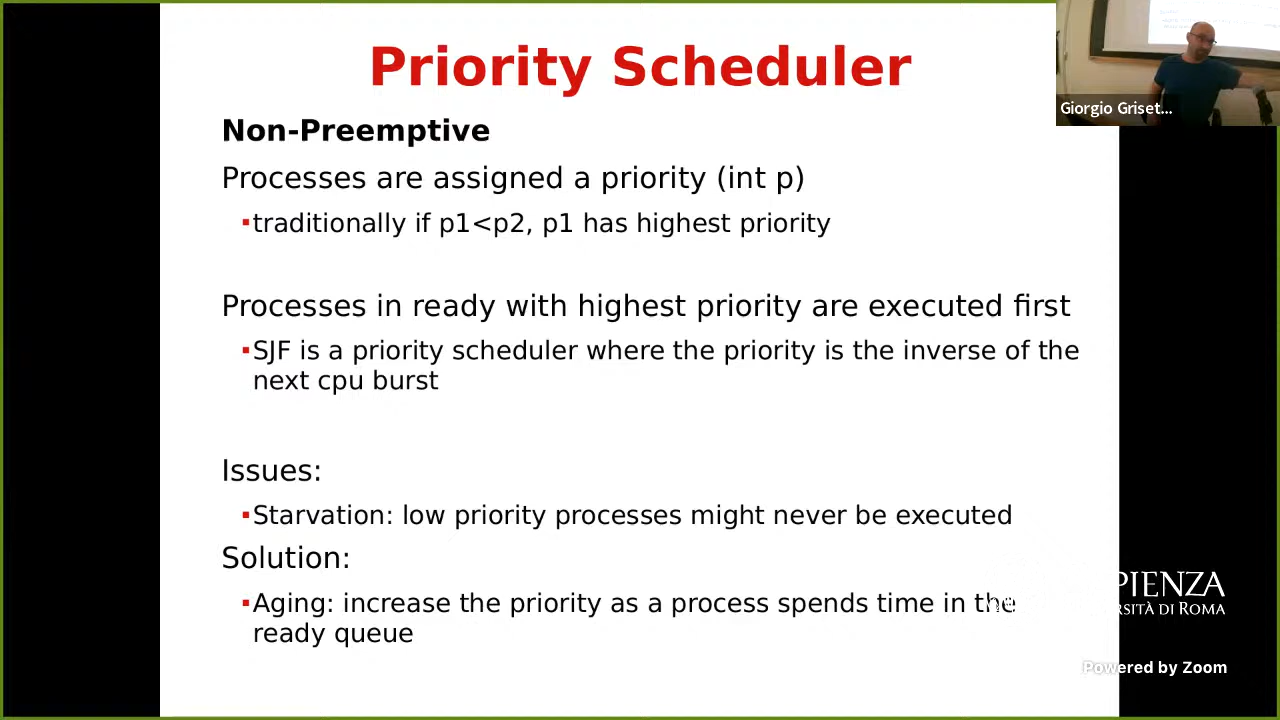 Priority Scheduler
Giorgio Griset...
Non-Preemptive
Processes are assigned a priority (int p)
▪traditionally if p1<p2, p1 has highest priority
Processes in ready with highest priority are executed first
▪SJF is a priority scheduler where the priority is the inverse of the
next cpu burst
Issues:
▪Starvation: low priority processes might never be executed
Solution:
▪Aging: increase the priority as a process spends time in the
ready queue
PIENZA
RSITÀ DI ROMA
Powered by Zoom